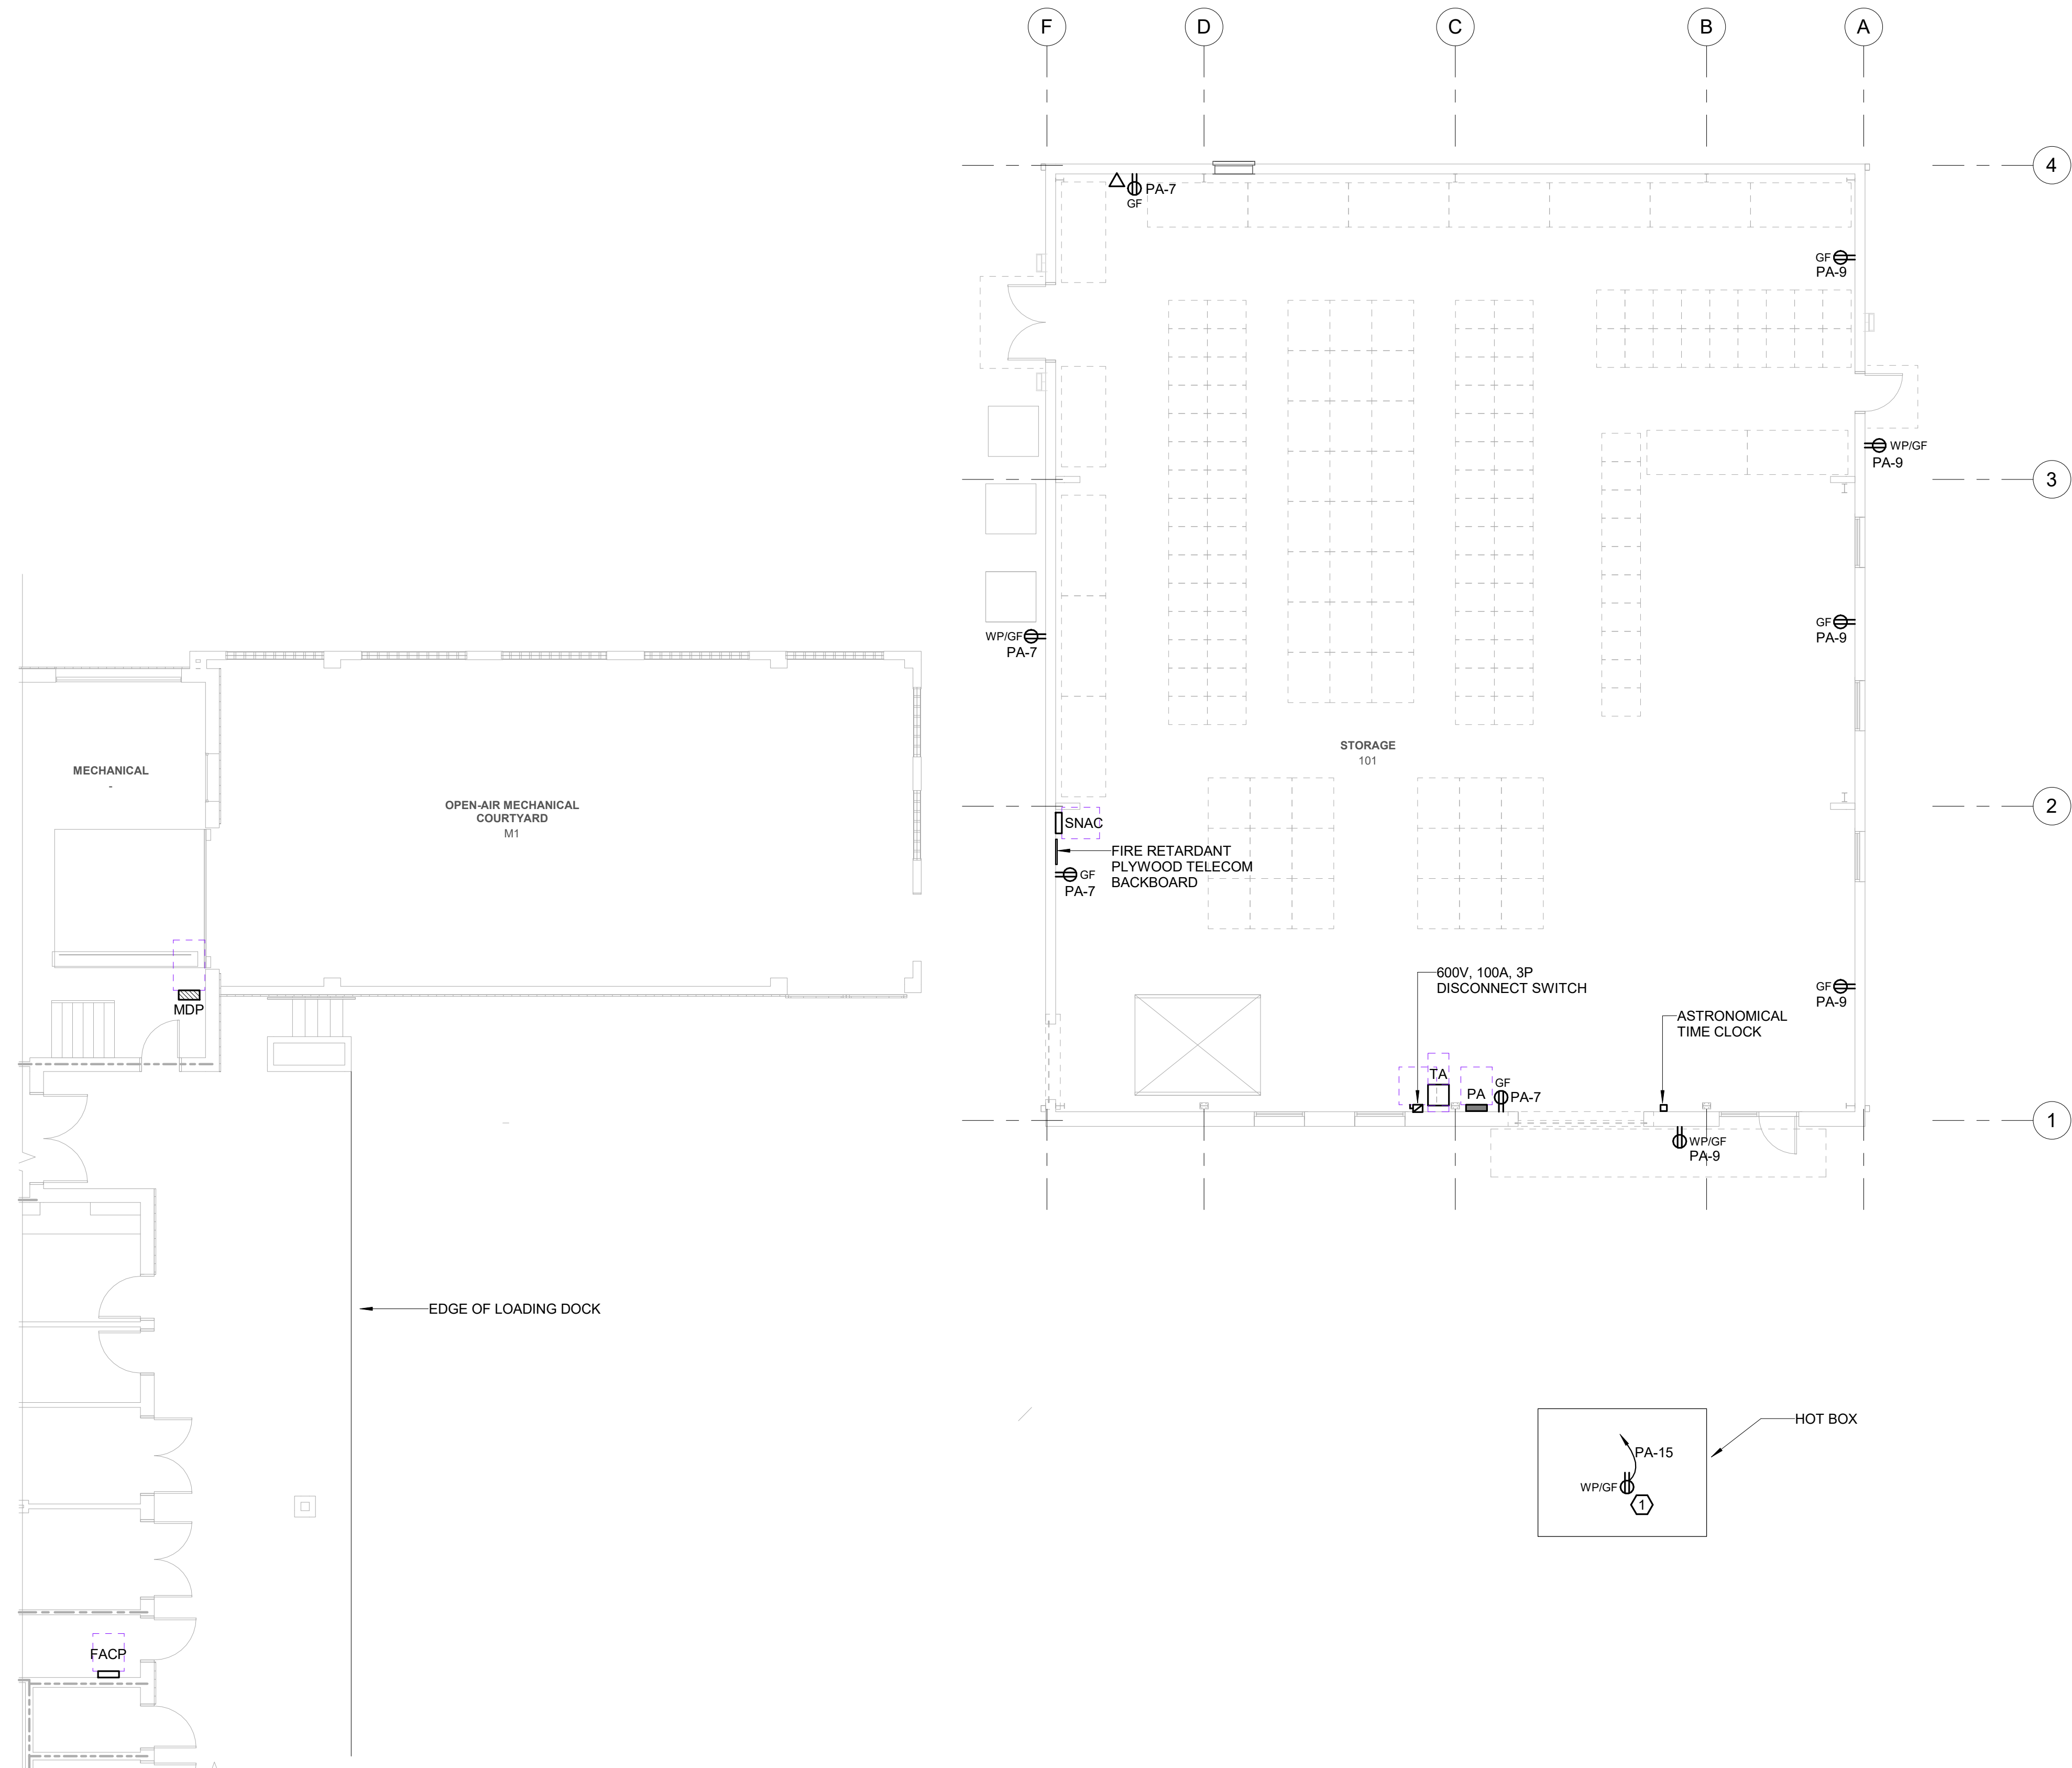 F
D
C
B
A
4
PA-7
GF
GF
PA-9
WP/GF
PA-9
3
GF
PA-9
WP/GF
PA-7
STORAGE
101
MECHANICAL
-
OPEN-AIR MECHANICAL
COURTYARD
M1
2
SNAC
FIRE RETARDANT
PLYWOOD TELECOM
BACKBOARD
GF
PA-7
600V, 100A, 3P
DISCONNECT SWITCH
GF
PA-9
MDP
ASTRONOMICAL
TIME CLOCK
TA
PA
GF
PA-7
1
WP/GF
PA-9
EDGE OF LOADING DOCK
HOT BOX
PA-15
WP/GF
1
FACP